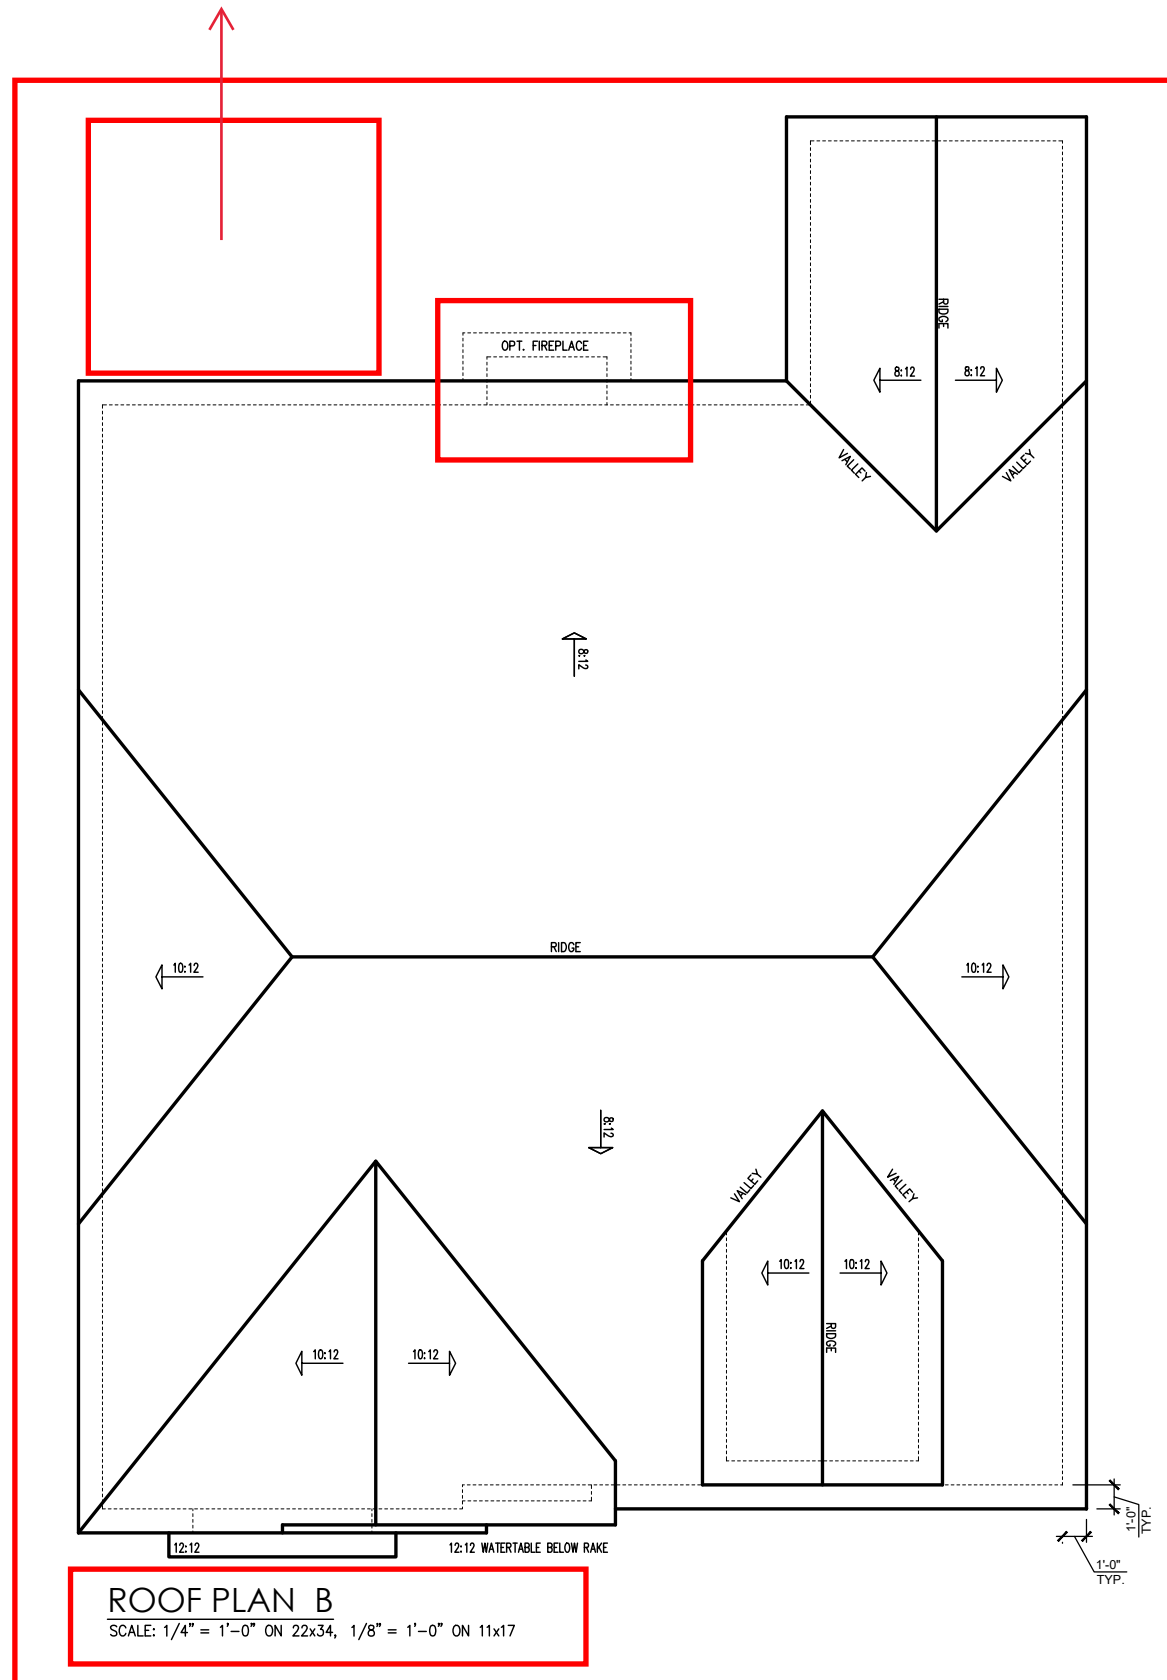 OPT. FIREPLACE
RIDGE
8:12
8:12
VALLEY
VALLEY
8:12
RIDGE
10:12
10:12
8:12
VALLEY
VALLEY
10:12
10:12
RIDGE
10:12
10:12
1'-0"
TYP.
12:12
12:12 WATERTABLE BELOW RAKE
1'-0"
TYP.
ROOF PLAN B
SCALE: 1/4" = 1'-0" ON 22x34, 1/8" = 1'-0" ON 11x17